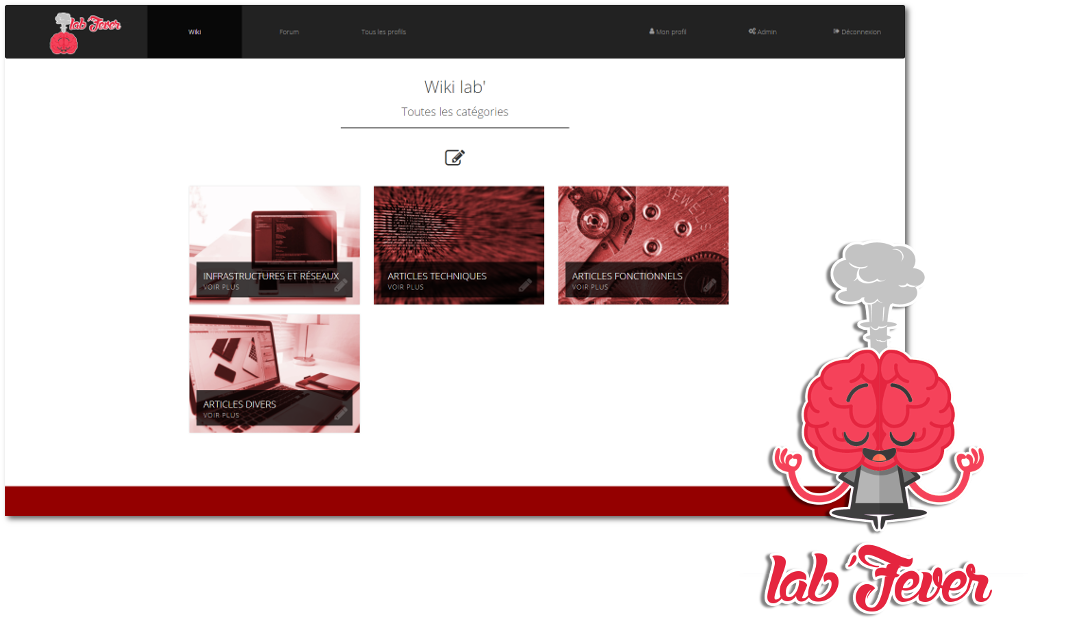 lab'Fever
Wiki
Forum
Tous les profils
Mon profil
Admin
Déconnexion
Wiki lab'
Toutes les catégories
INFRASTRUCTURES ET RÉSEAUX
VOIR PLUS
ARTICLES TECHNIQUES
VOIR PLUS
JEWELS
ARTICLES FONCTIONNELS
VOIR PLUS
ARTICLES DIVERS
VOIR PLUS
lab'Fever